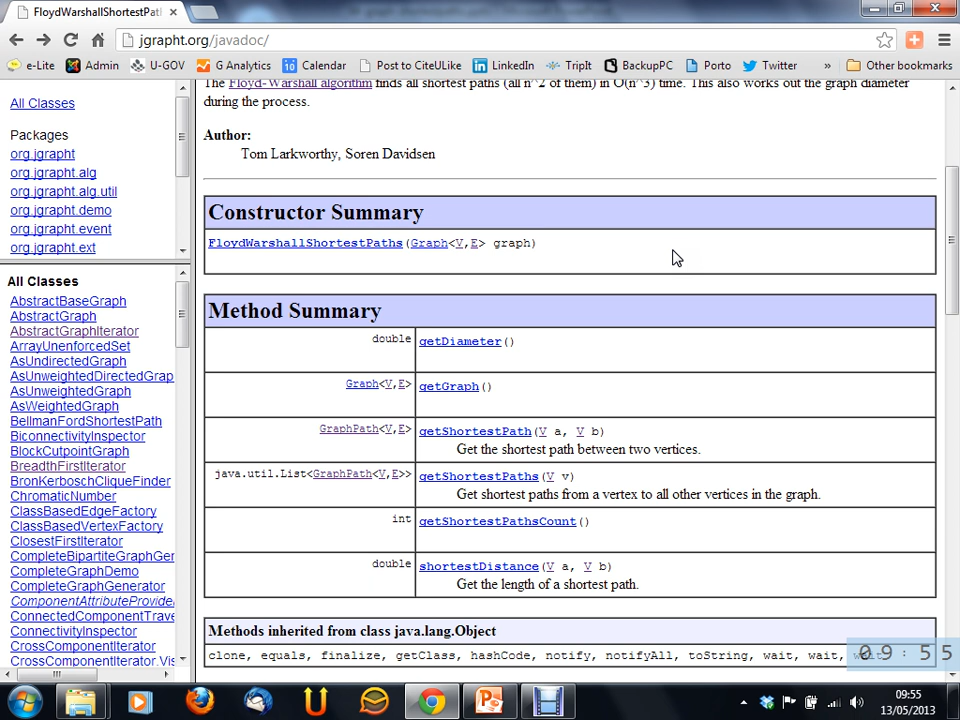 FloydWarshallShortestPath
jgrapht.org/javadoc/
e-Lite
Admin
U-GOV
G Analytics
10 Calendar
Post to CiteULike
LinkedIn
TripIt
BackupPC
Porto
Twitter
»
Other bookmarks
All Classes
Packages
org.jgrapht
org.jgrapht.alg
org.jgrapht.alg.util
org.jgrapht.demo
org.jgrapht.event
org.jgrapht.ext
All Classes
AbstractBaseGraph
AbstractGraph
AbstractGraphIterator
ArrayUnenforcedSet
AsUndirectedGraph
AsUnweightedDirectedGrap
AsUnweightedGraph
AsWeightedGraph
BellmanFordShortestPath
BiconnectivityInspector
BlockCutpointGraph
BreadthFirstIterator
BronKerboschCliqueFinder
ChromaticNumber
ClassBasedEdgeFactory
ClassBasedVertexFactory
ClosestFirstIterator
CompleteBipartiteGraphGen
CompleteGraphDemo
CompleteGraphGenerator
ComponentAttributeProvide
ConnectedComponentTrave
ConnectivityInspector
CrossComponentIterator
CrossComponentIterator.Vis
The Floyd-Warshall algorithm finds all shortest paths (all n^2 of them) in O(n^3) time. This also works out the graph diameter
during the process.
Author:
Tom Larkworthy, Soren Davidsen
Constructor Summary
FloydWarshallShortestPaths(Graph<V,E> graph)
Method Summary
double getDiameter()
Graph<V,E> getGraph()
GraphPath<V,E> getShortestPath(V a, V b)
Get the shortest path between two vertices.
java.util.List<GraphPath<V,E>> getShortestPaths(V v)
Get shortest paths from a vertex to all other vertices in the graph.
int getShortestPathsCount()
double shortestDistance(V a, V b)
Get the length of a shortest path.
Methods inherited from class java.lang.Object
clone, equals, finalize, getClass, hashCode, notify, notifyAll, toString, wait, wait, wait
09:55
09:55
13/05/2013